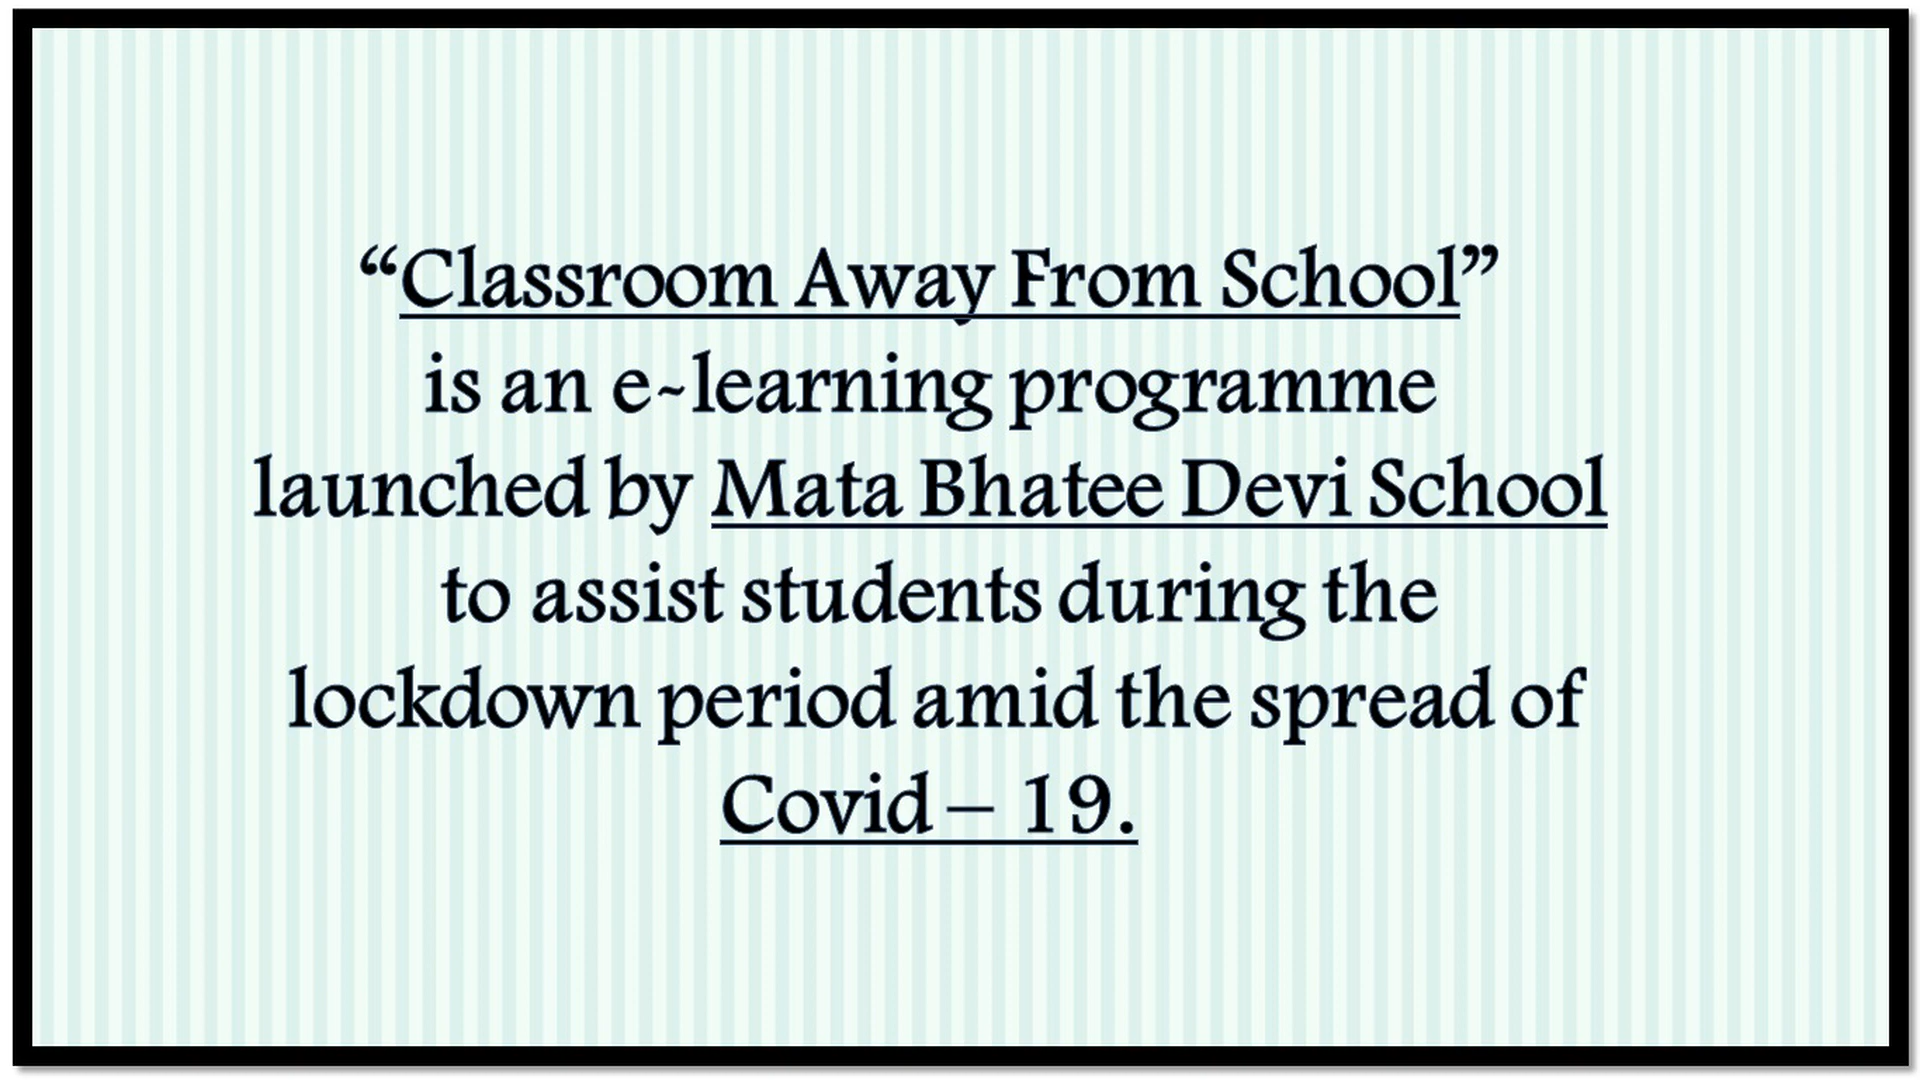 “Classroom Away From School”
is an e-learning programme
launched by Mata Bhatee Devi School
to assist students during the
lockdown period amid the spread of
Covid – 19.